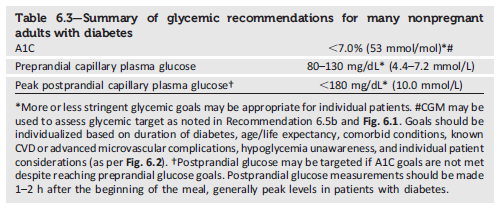 Table 6.3—Summary of glycemic recommendations for many nonpregnant
adults with diabetes
A1C <7.0% (53 mmol/mol)*#
Preprandial capillary plasma glucose 80–130 mg/dL* (4.4–7.2 mmol/L)
Peak postprandial capillary plasma glucose† <180 mg/dL* (10.0 mmol/L)
*More or less stringent glycemic goals may be appropriate for individual patients. #CGM may be
used to assess glycemic target as noted in Recommendation 6.5b and Fig. 6.1. Goals should be
individualized based on duration of diabetes, age/life expectancy, comorbid conditions, known
CVD or advanced microvascular complications, hypoglycemia unawareness, and individual patient
considerations (as per Fig. 6.2). †Postprandial glucose may be targeted if A1C goals are not met
despite reaching preprandial glucose goals. Postprandial glucose measurements should be made
1–2 h after the beginning of the meal, generally peak levels in patients with diabetes.